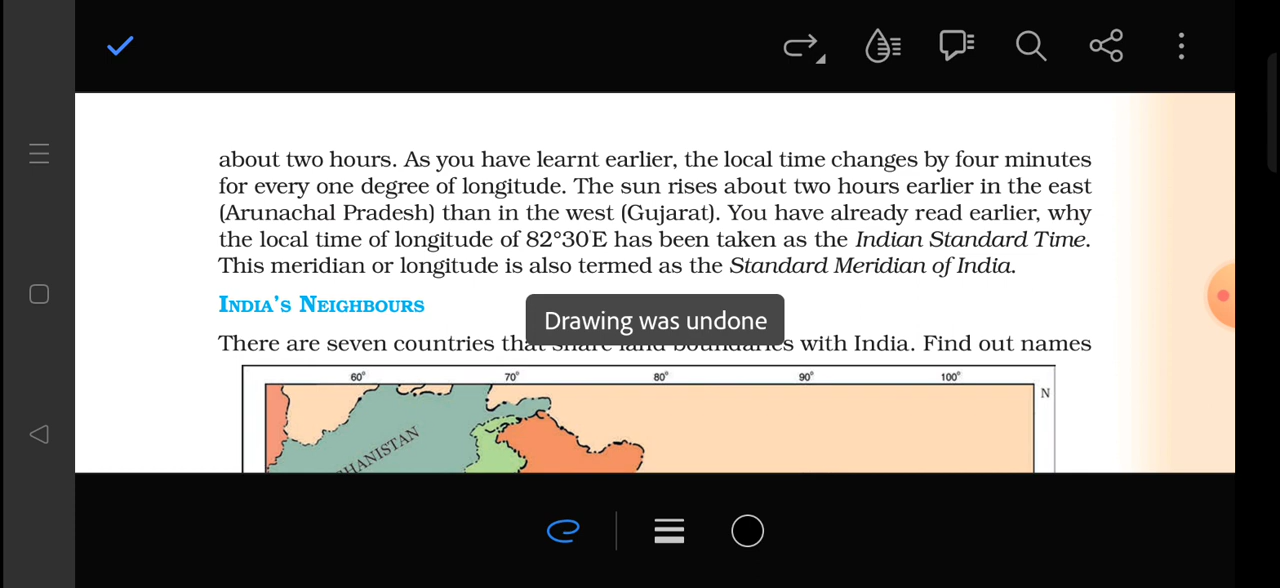 about two hours. As you have learnt earlier, the local time changes by four minutes
for every one degree of longitude. The sun rises about two hours earlier in the east
(Arunachal Pradesh) than in the west (Gujarat). You have already read earlier, why
the local time of longitude of 82°30'E has been taken as the Indian Standard Time.
This meridian or longitude is also termed as the Standard Meridian of India.
INDIA'S NEIGHBOURS
Drawing was undone
There are seven countries that share land boundaries with India. Find out names
60° 70° 80° 90° 100°
N
HANISTAN